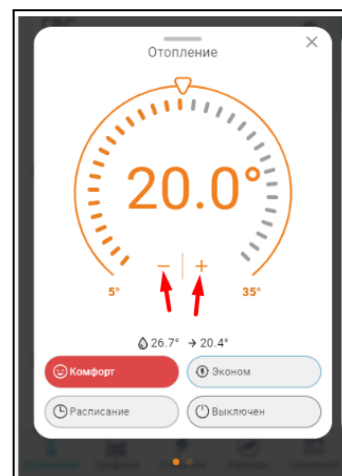 Отопление
20.0°
− +
5° 35°
26.7° → 20.4°
Комфорт Эконом
Расписание Выключен